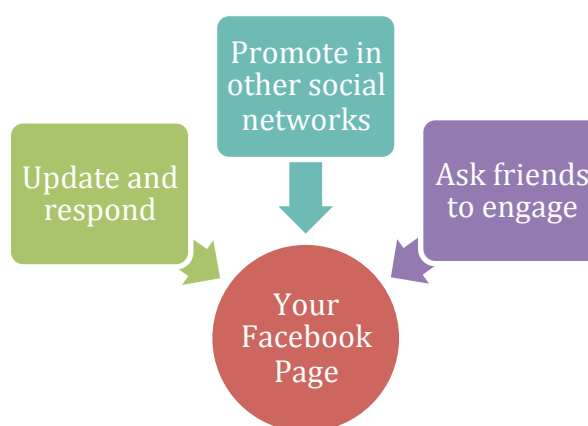 Promote in
other social
networks
Update and
respond
Ask friends
to engage
Your
Facebook
Page